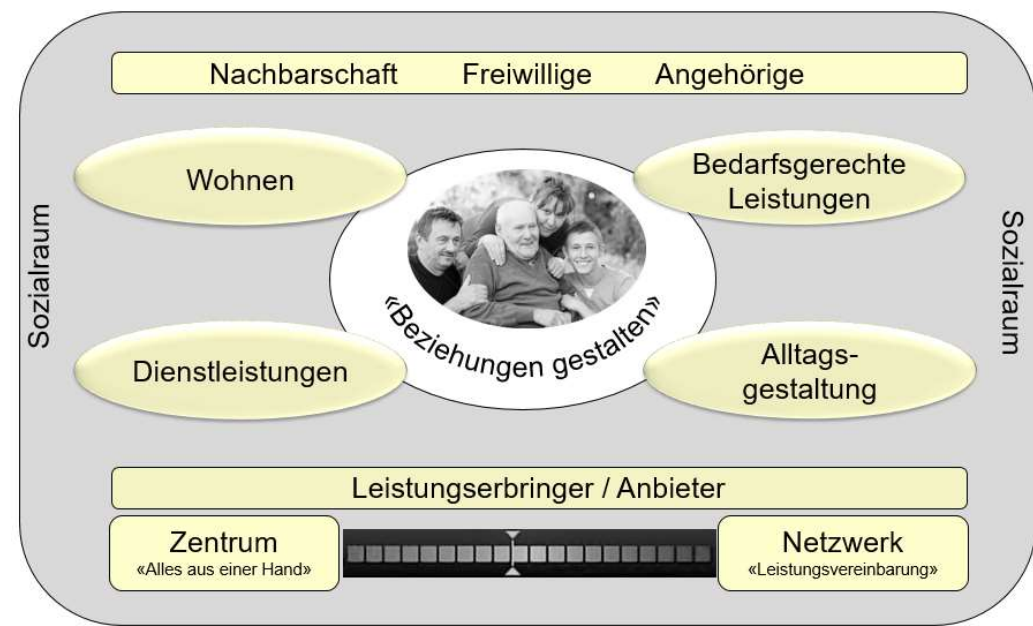 Nachbarschaft Freiwillige Angehörige
Sozialraum
Wohnen
Bedarfsgerechte
Leistungen
«Beziehungen gestalten»
Sozialraum
Dienstleistungen
Alltags-
gestaltung
Leistungserbringer / Anbieter
Zentrum
«Alles aus einer Hand»
Netzwerk
«Leistungsvereinbarung»